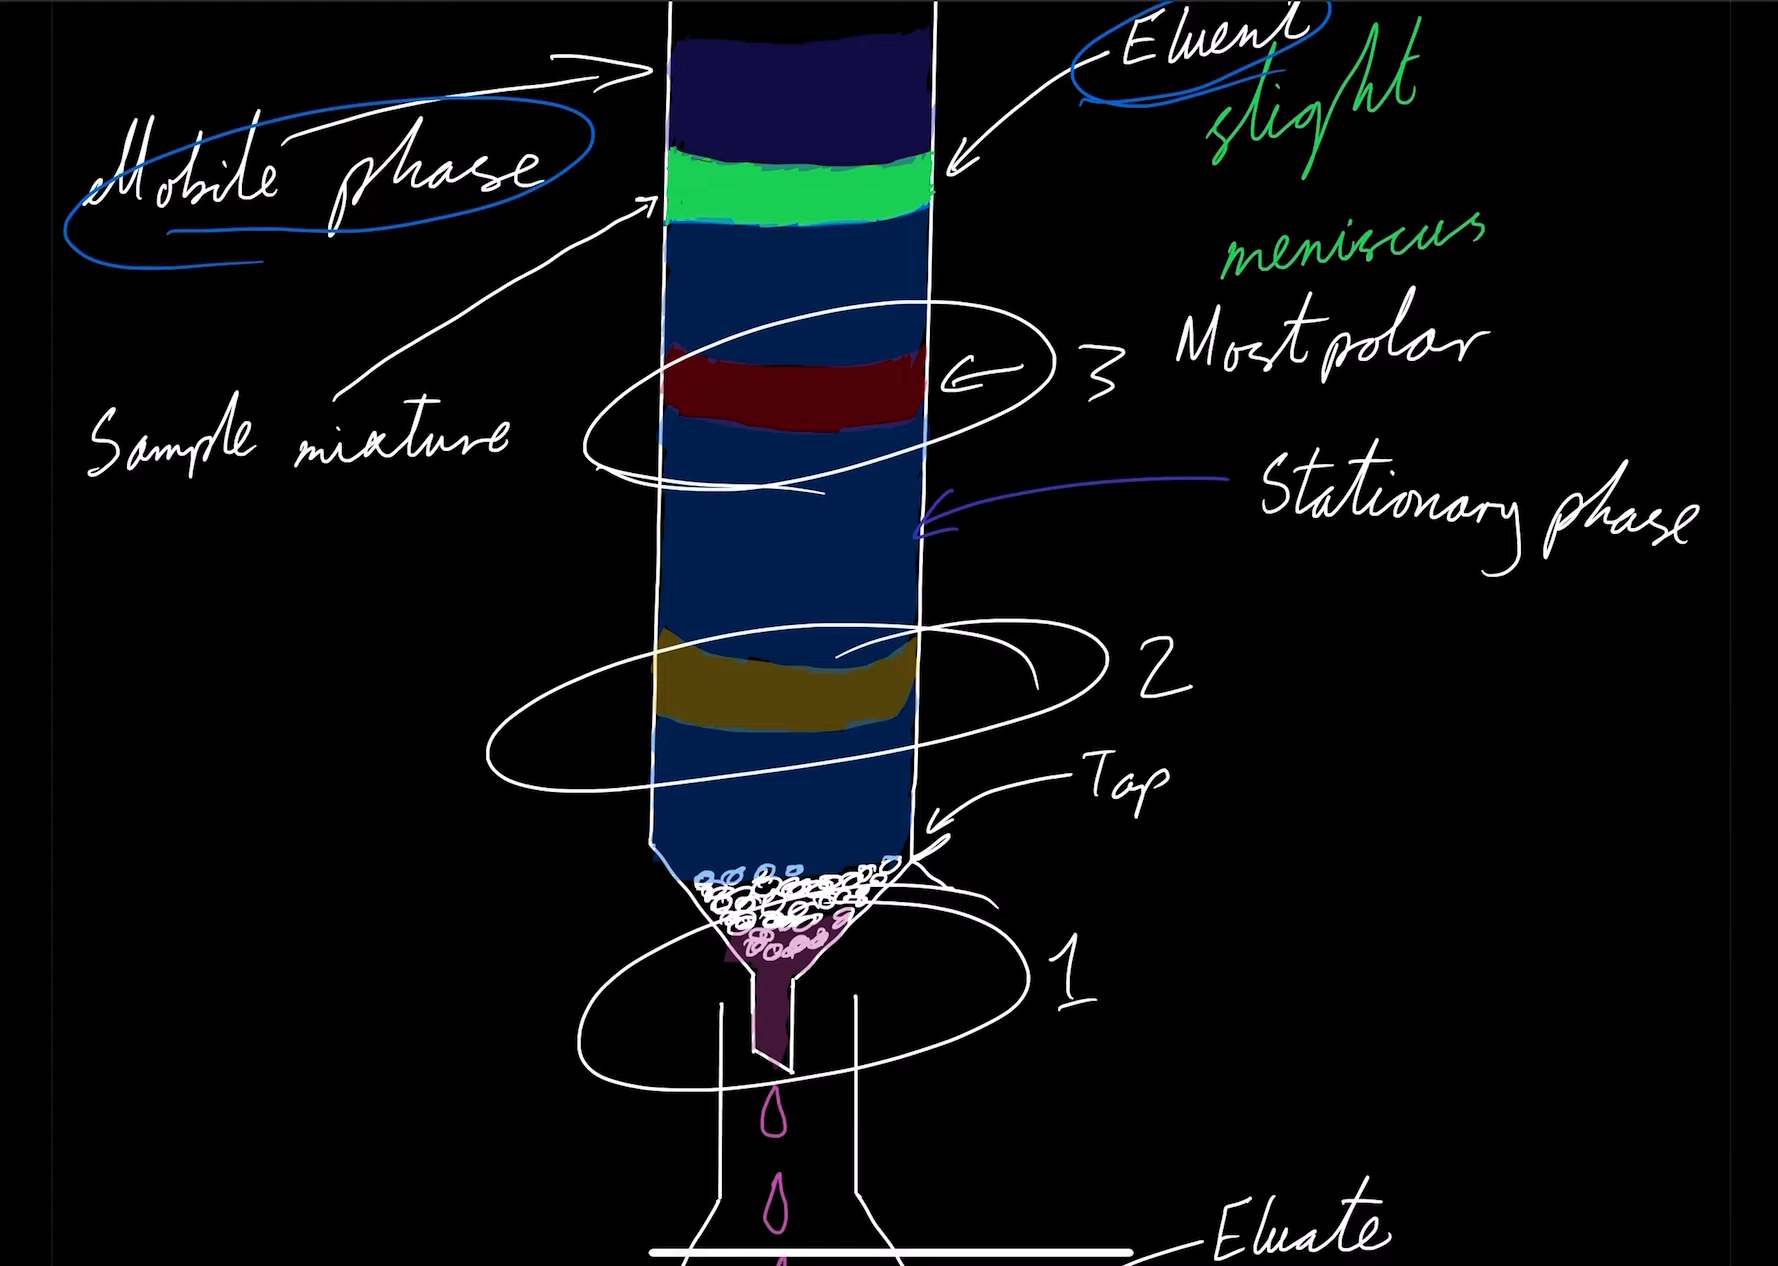 Eluent
slight
Mobile phase
meniscus
3 Most polar
Sample mixture
Stationary phase
2
Tap
1
Eluate